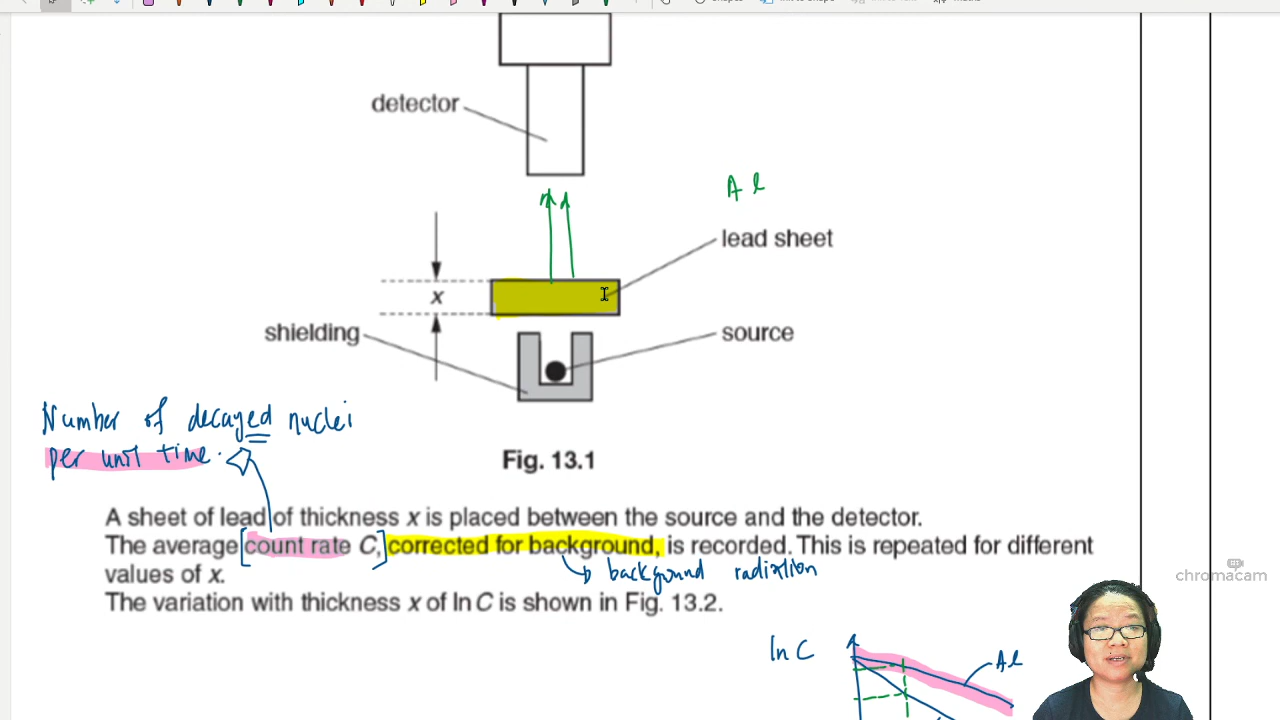 detector
Al
lead sheet
x
shielding
source
Number of decayed nuclei
per unit time.
Fig. 13.1
A sheet of lead of thickness x is placed between the source and the detector.
The average [count rate C,] corrected for background, is recorded. This is repeated for different
values of x.
background radiation
The variation with thickness x of ln C is shown in Fig. 13.2.
chromacam
ln C
Al